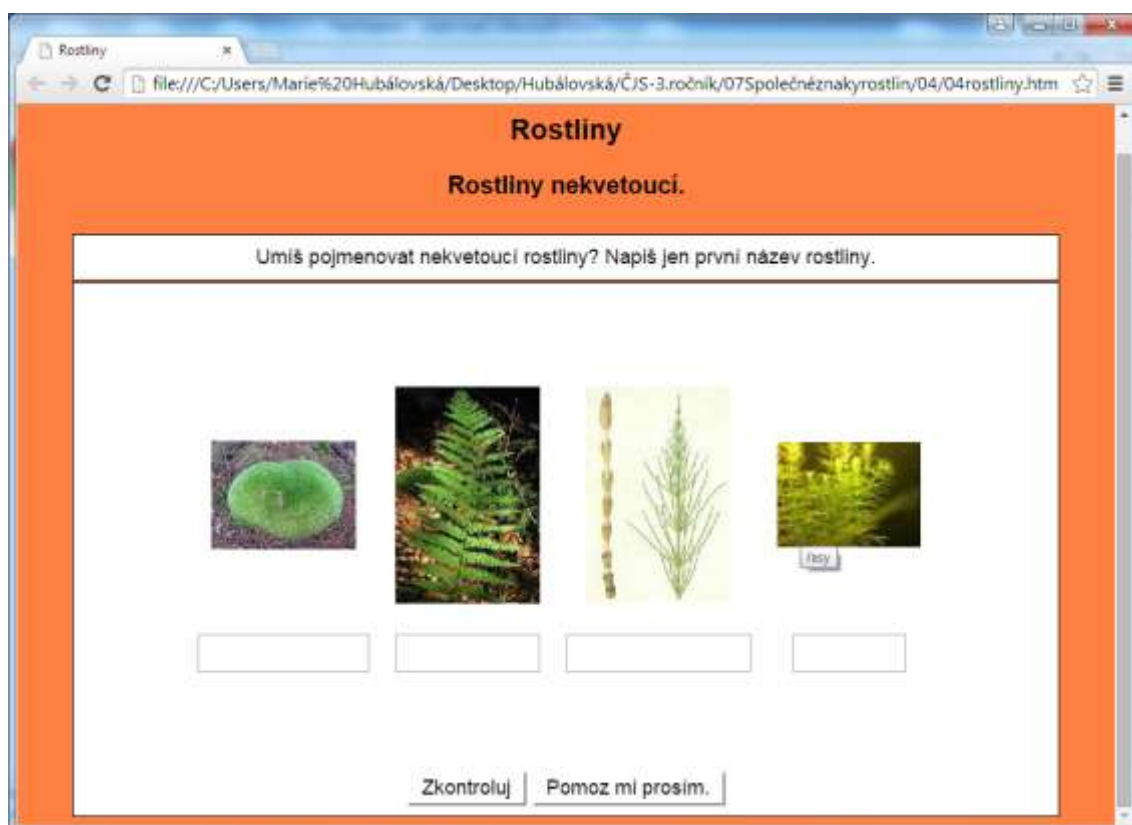 Rostliny
file:///C:/Users/Marie%20Hubálovská/Desktop/Hubálovská/ČJS-3.ročník/07Společnéznakyrostlin/04/04rostliny.htm
Rostliny
Rostliny nekvetoucí.
Umíš pojmenovat nekvetoucí rostliny? Napiš jen první název rostliny.
řasy
Zkontroluj Pomoz mi prosím.